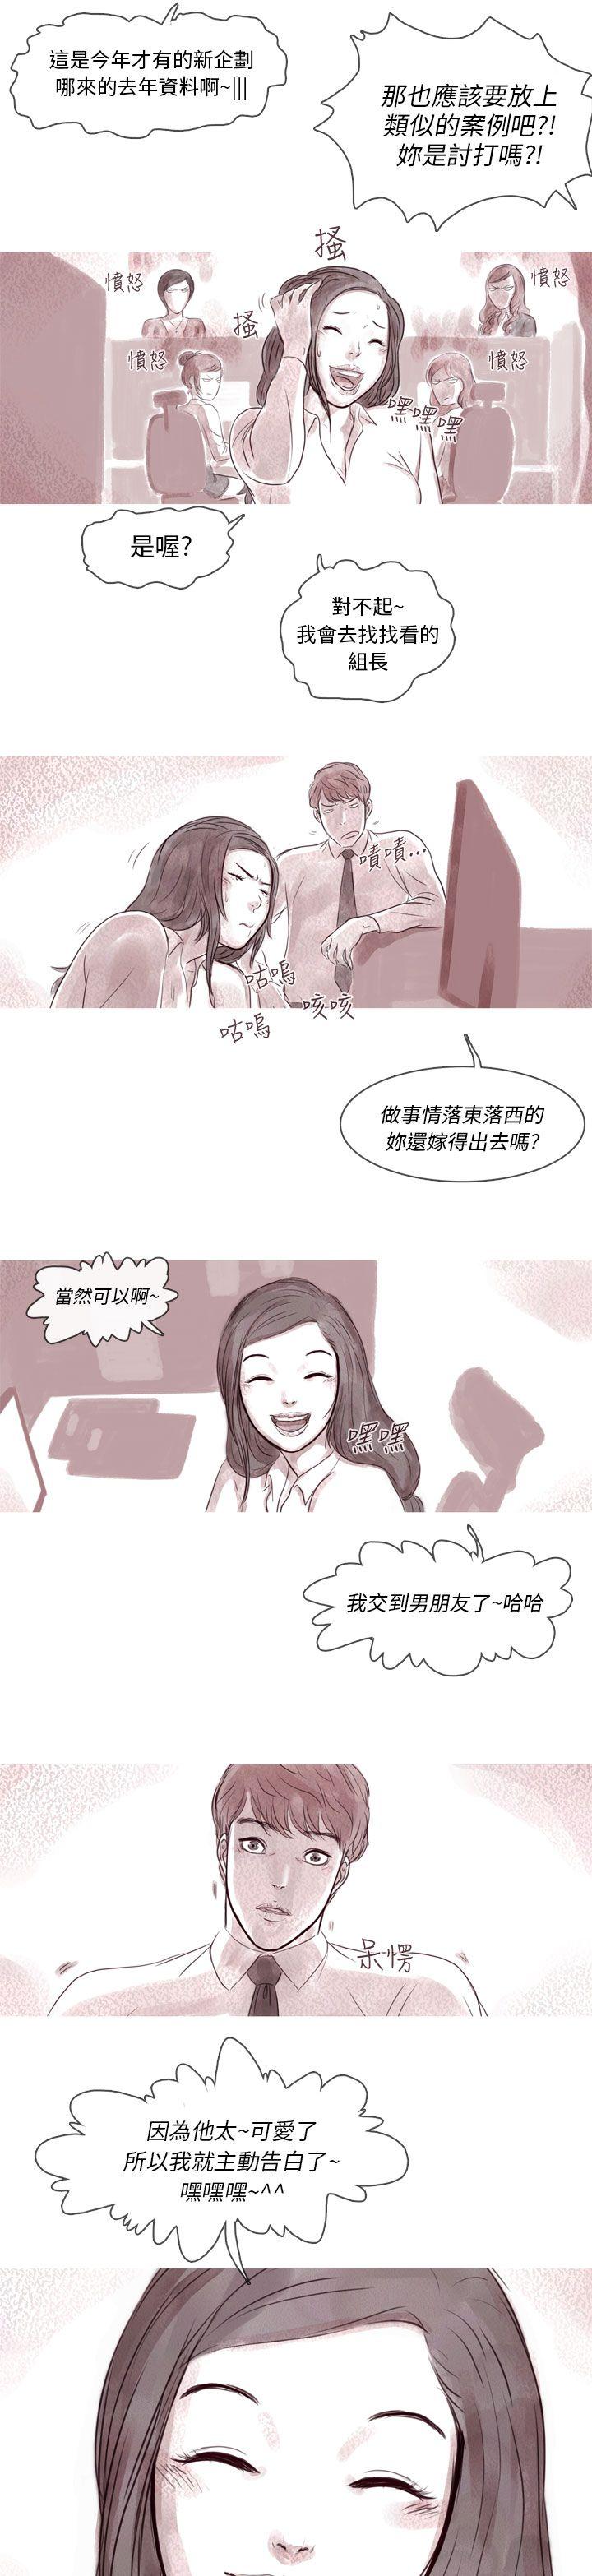 這是今年才有的新企劃
哪來的去年資料啊~|||
那也應該要放上
類似的案例吧?!
妳是討打嗎?!
搔
搔
憤怒
憤怒
憤怒
憤怒
嘿嘿嘿
是喔?
對不起~
我會去找找看的
組長
嘖嘖...
咕嗚
咕嗚
咳咳
做事情落東落西的
妳還嫁得出去嗎?
當然可以啊~
嘿嘿
我交到男朋友了~哈哈
呆愣
因為他太~可愛了
所以我就主動告白了~
嘿嘿嘿~^^